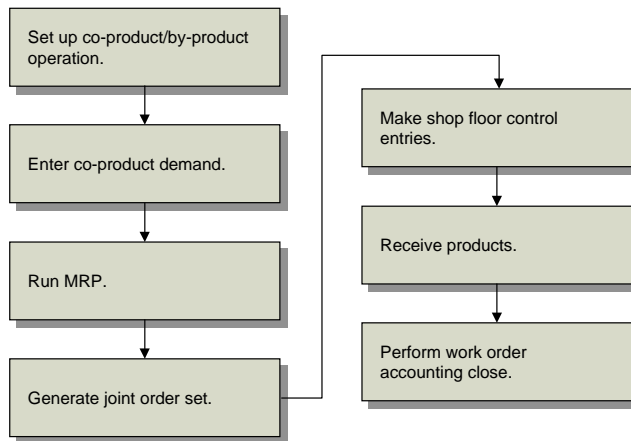 Set up co-product/by-product
operation.
Enter co-product demand.
Run MRP.
Generate joint order set.
Make shop floor control
entries.
Receive products.
Perform work order
accounting close.